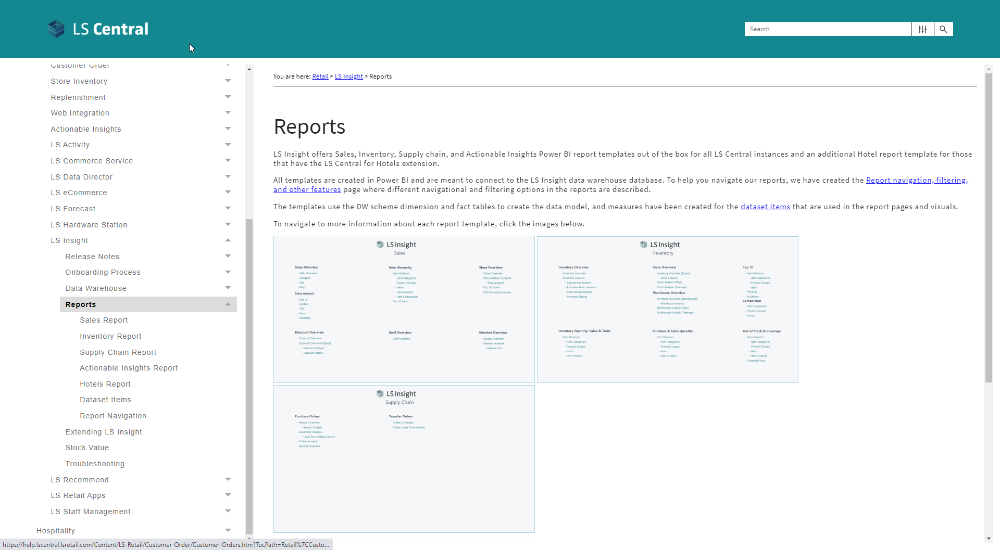 LS Central
Search
Customer Order
Store Inventory
Replenishment
Web Integration
Actionable Insights
LS Activity
LS Commerce Service
LS Data Director
LS eCommerce
LS Forecast
LS Hardware Station
LS Insight
Release Notes
Onboarding Process
Data Warehouse
Reports
Sales Report
Inventory Report
Supply Chain Report
Actionable Insights Report
Hotels Report
Dataset Items
Report Navigation
Extending LS Insight
Stock Value
Troubleshooting
LS Recommend
LS Retail Apps
LS Staff Management
Hospitality
You are here: Retail > LS Insight > Reports
Reports
LS Insight offers Sales, Inventory, Supply chain, and Actionable Insights Power BI report templates out of the box for all LS Central instances and an additional Hotel report template for those
that have the LS Central for Hotels extension.
All templates are created in Power BI and are meant to connect to the LS Insight data warehouse database. To help you navigate our reports, we have created the Report navigation, filtering,
and other features page where different navigational and filtering options in the reports are described.
The templates use the DW scheme dimension and fact tables to create the data model, and measures have been created for the dataset items that are used in the report pages and visuals.
To navigate to more information about each report template, click the images below.
LS Insight
Sales
Sales Overview
- Sales Overview
- Averages
- Tree
- Map
Sales Analysis
- Top 10
- Bubble
- YOY
- Hour
- Weekday
Item Hierarchy
- Item Divisions
- Item Categories
- Product Groups
- Items
- Item Analysis
- Item Comparison
- Top 10 Items
Store Overview
- Stores Overview
- Store Analysis (Growth)
- Store Analysis
- Top 10 Stores
- POS Terminal Overview
Discount Overview
- Discount Overview
- Discount Overview (Types)
- Discount Analysis
- Discount Details
Staff Overview
- Staff Overview
Member Overview
- Loyalty Overview
- Member Analysis
- Member List
LS Insight
Inventory
Inventory Overview
- Inventory Overview
- Inventory Analysis
- Adjustment Analysis
- Purchase Return Analysis
- Sales Return Analysis
- Inventory Details
Store Overview
- Inventory Overview (Stores)
- Store Analysis
- Store Analysis (Map)
- Store Analysis (Treemap)
Warehouse Overview
- Inventory Overview (Warehouses)
- Warehouse Analysis
- Warehouse Analysis (Map)
- Warehouse Analysis (Treemap)
Top 10
- Item Divisions
- Item Categories
- Product Groups
- Items
- Vendors
- Locations
Comparison
- Item Categories
- Product Groups
- Stores
Inventory Quantity, Value & Turns
- Item Divisions
- Item Categories
- Product Groups
- Items
- Item Analysis
Purchase & Sales Quantity
- Item Divisions
- Item Categories
- Product Groups
- Items
- Item Analysis
Out of Stock & Coverage
- Item Divisions
- Item Categories
- Product Groups
- Items
- Item Analysis
- Coverage Days
LS Insight
Supply Chain
Purchase Orders
- Vendor Overview
- Vendor Analysis
- Lead Time Analysis
- Lead Time Analysis Orders
- Orders Analysis
- Backlog Overview
Transfer Orders
- Orders Overview
- Orders Lead Time Analysis
https://help.lscentral.lsretail.com/Content/LS-Retail/Customer-Order/Customer-Orders.htm?TocPath=Retail%7CCusto...